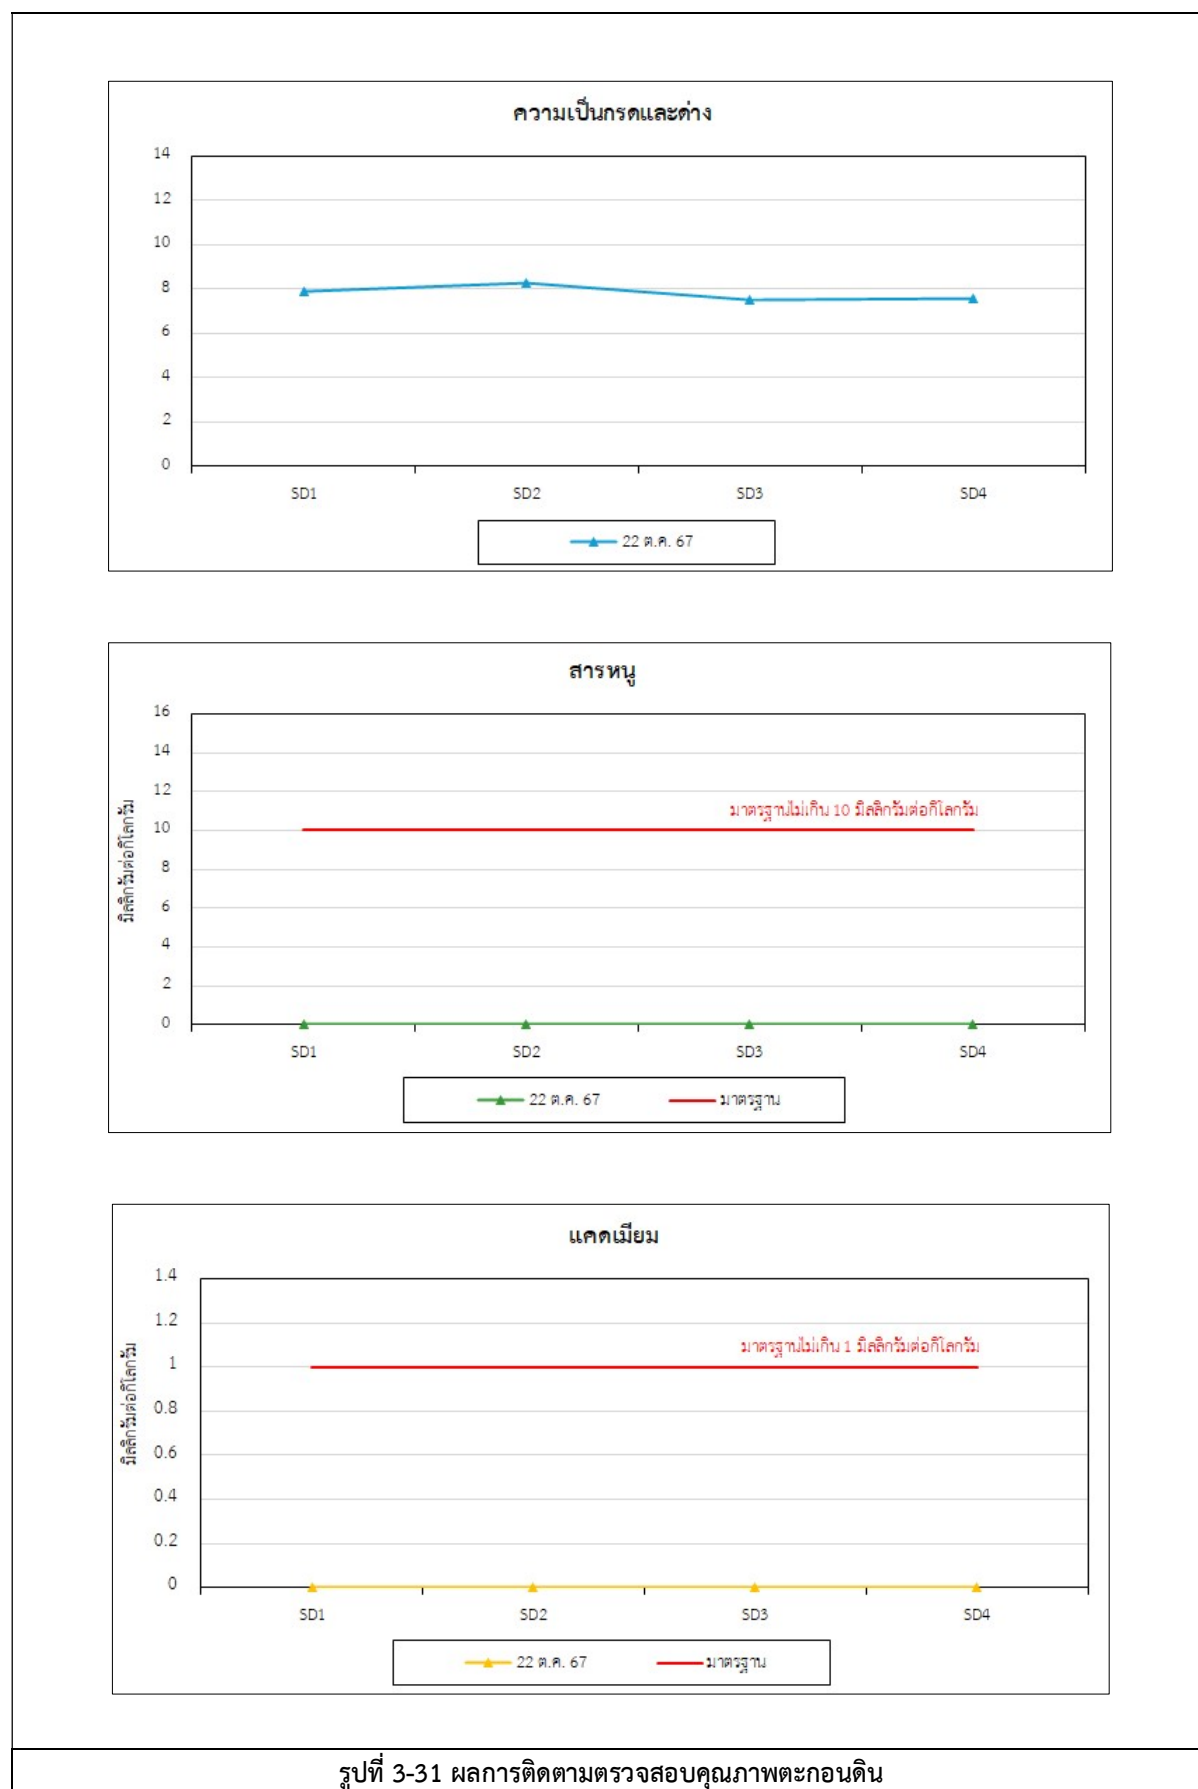 ความเป็นกรดและด่าง
14
12
10
8
6
4
2
0
SD1 SD2 SD3 SD4
22 ต.ค. 67
สารหนู
มิลลิกรัมต่อกิโลกรัม
16
14
12
มาตรฐานไม่เกิน 10 มิลลิกรัมต่อกิโลกรัม
10
8
6
4
2
0
SD1 SD2 SD3 SD4
22 ต.ค. 67 มาตรฐาน
แคดเมียม
มิลลิกรัมต่อกิโลกรัม
1.4
1.2
มาตรฐานไม่เกิน 1 มิลลิกรัมต่อกิโลกรัม
1
0.8
0.6
0.4
0.2
0
SD1 SD2 SD3 SD4
22 ต.ค. 67 มาตรฐาน
รูปที่ 3-31 ผลการติดตามตรวจสอบคุณภาพตะกอนดิน